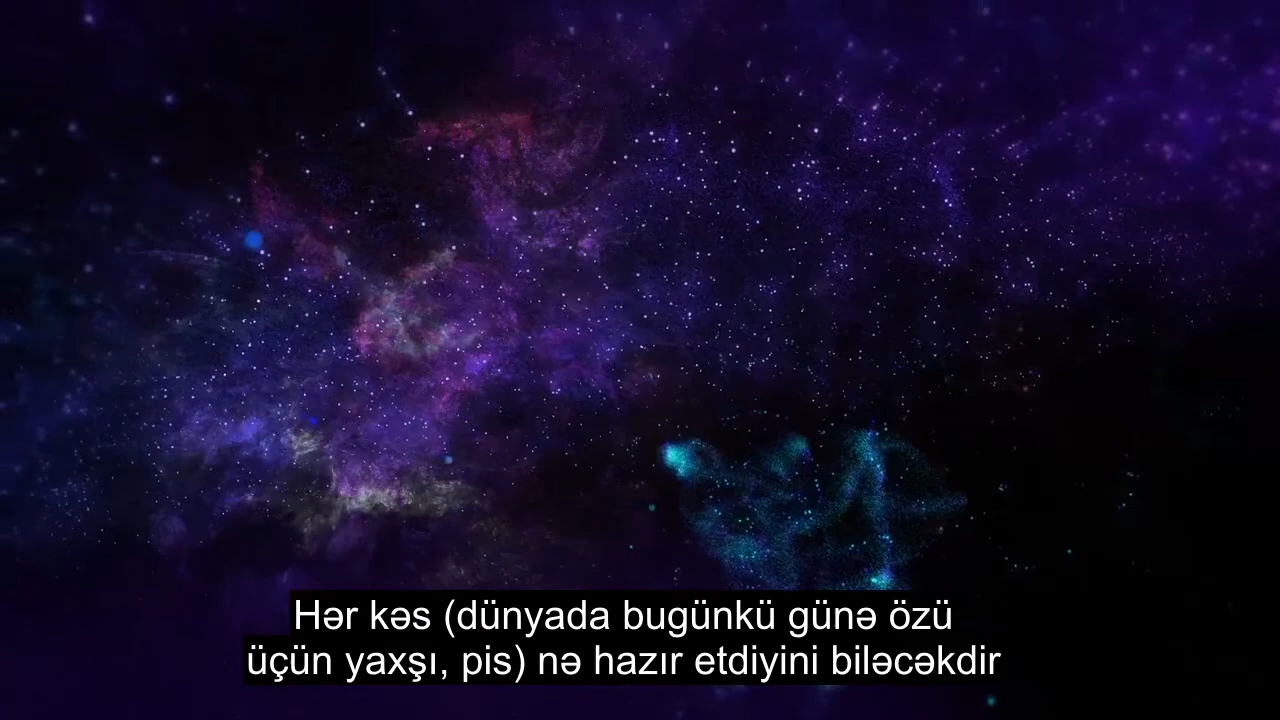 Hər kəs (dünyada bugünkü günə özü
üçün yaxşı, pis) nə hazır etdiyini biləcəkdir